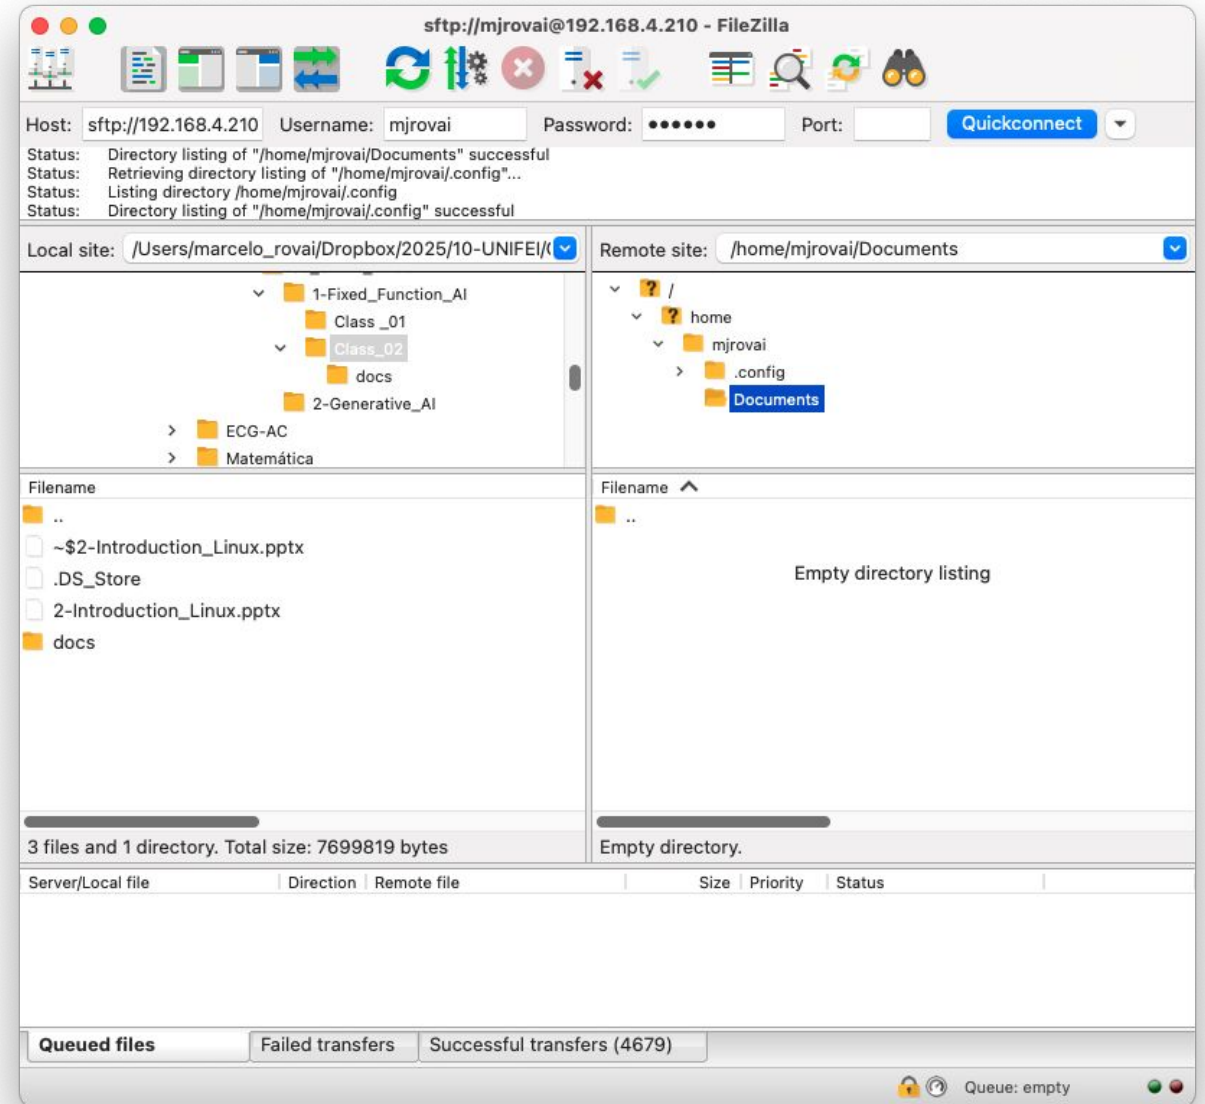 sftp://mjrovai@192.168.4.210 - FileZilla
Host: sftp://192.168.4.210 Username: mjrovai Password: •••••• Port: Quickconnect
Status: Directory listing of "/home/mjrovai/Documents" successful
Status: Retrieving directory listing of "/home/mjrovai/.config"...
Status: Listing directory /home/mjrovai/.config
Status: Directory listing of "/home/mjrovai/.config" successful
Local site: /Users/marcelo_rovai/Dropbox/2025/10-UNIFEI/
1-Fixed_Function_AI
Class _01
Class_02
docs
2-Generative_AI
ECG-AC
Matemática
Remote site: /home/mjrovai/Documents
/
home
mjrovai
.config
Documents
Filename
..
~$2-Introduction_Linux.pptx
.DS_Store
2-Introduction_Linux.pptx
docs
3 files and 1 directory. Total size: 7699819 bytes
Filename
..
Empty directory listing
Empty directory.
Server/Local file Direction Remote file Size Priority Status
Queued files Failed transfers Successful transfers (4679)
Queue: empty